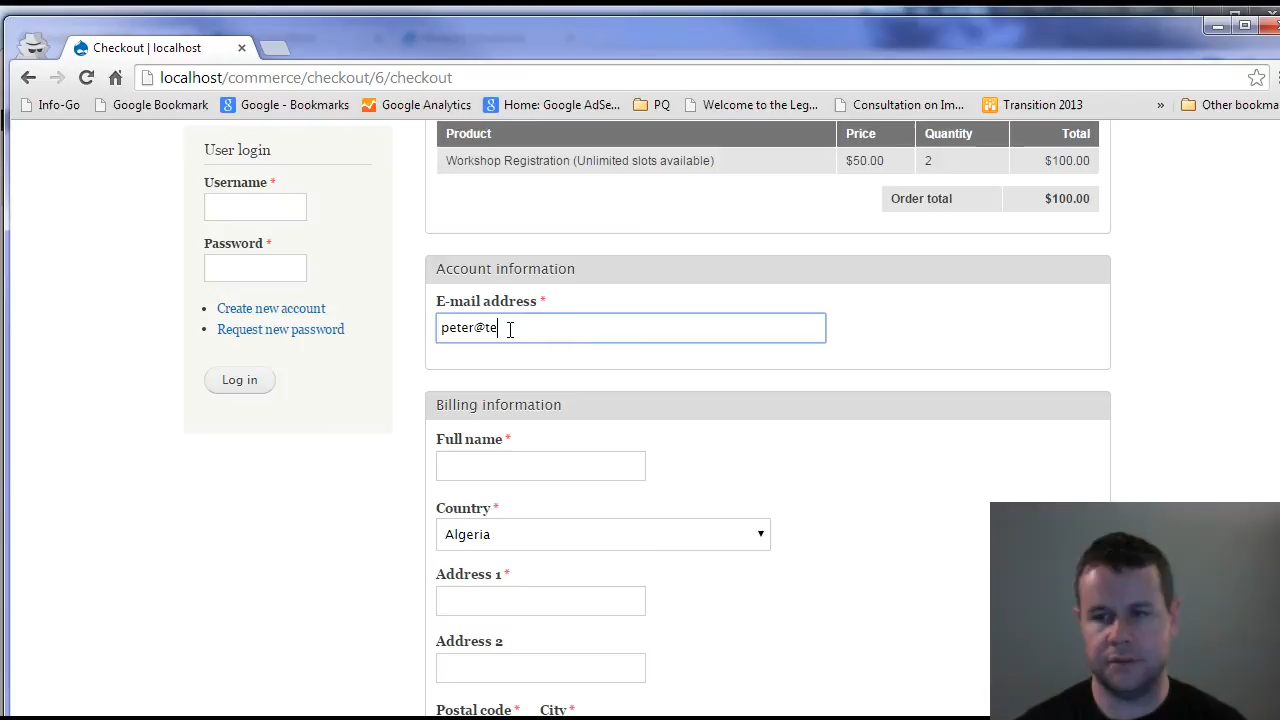 Checkout | localhost
localhost/commerce/checkout/6/checkout
Info-Go Google Bookmark Google - Bookmarks Google Analytics Home: Google AdSe... PQ Welcome to the Leg... Consultation on Im... Transition 2013 » Other bookma
User login
Username *
Password *
Create new account
Request new password
Log in
Product Price Quantity Total
Workshop Registration (Unlimited slots available) $50.00 2 $100.00
Order total $100.00
Account information
E-mail address *
peter@te
Billing information
Full name *
Country *
Algeria
Address 1 *
Address 2
Postal code * City *